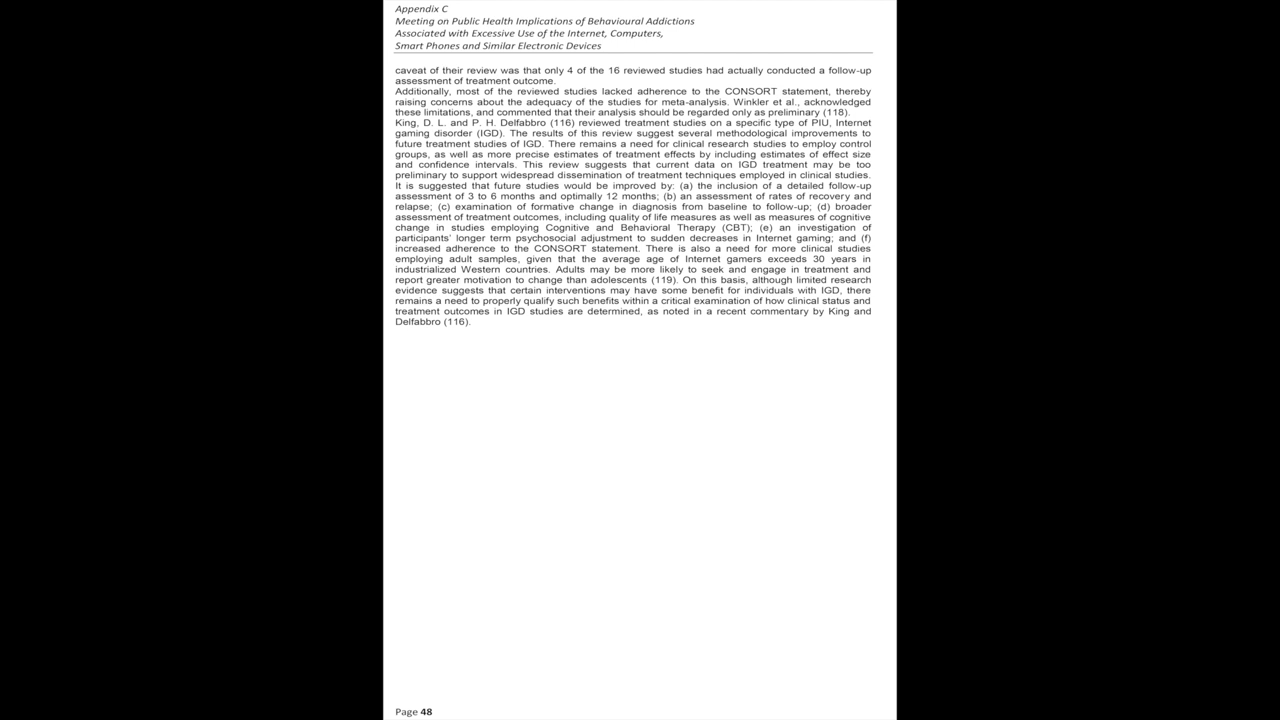 Appendix C
Meeting on Public Health Implications of Behavioural Addictions
Associated with Excessive Use of the Internet, Computers,
Smart Phones and Similar Electronic Devices
caveat of their review was that only 4 of the 16 reviewed studies had actually conducted a follow-up
assessment of treatment outcome.
Additionally, most of the reviewed studies lacked adherence to the CONSORT statement, thereby
raising concerns about the adequacy of the studies for meta-analysis. Winkler et al., acknowledged
these limitations, and commented that their analysis should be regarded only as preliminary (118).
King, D. L. and P. H. Delfabbro (116) reviewed treatment studies on a specific type of PIU, Internet
gaming disorder (IGD). The results of this review suggest several methodological improvements to
future treatment studies of IGD. There remains a need for clinical research studies to employ control
groups, as well as more precise estimates of treatment effects by including estimates of effect size
and confidence intervals. This review suggests that current data on IGD treatment may be too
preliminary to support widespread dissemination of treatment techniques employed in clinical studies.
It is suggested that future studies would be improved by: (a) the inclusion of a detailed follow-up
assessment of 3 to 6 months and optimally 12 months; (b) an assessment of rates of recovery and
relapse; (c) examination of formative change in diagnosis from baseline to follow-up; (d) broader
assessment of treatment outcomes, including quality of life measures as well as measures of cognitive
change in studies employing Cognitive and Behavioral Therapy (CBT); (e) an investigation of
participants' longer term psychosocial adjustment to sudden decreases in Internet gaming; and (f)
increased adherence to the CONSORT statement. There is also a need for more clinical studies
employing adult samples, given that the average age of Internet gamers exceeds 30 years in
industrialized Western countries. Adults may be more likely to seek and engage in treatment and
report greater motivation to change than adolescents (119). On this basis, although limited research
evidence suggests that certain interventions may have some benefit for individuals with IGD, there
remains a need to properly qualify such benefits within a critical examination of how clinical status and
treatment outcomes in IGD studies are determined, as noted in a recent commentary by King and
Delfabbro (116).
Page 48